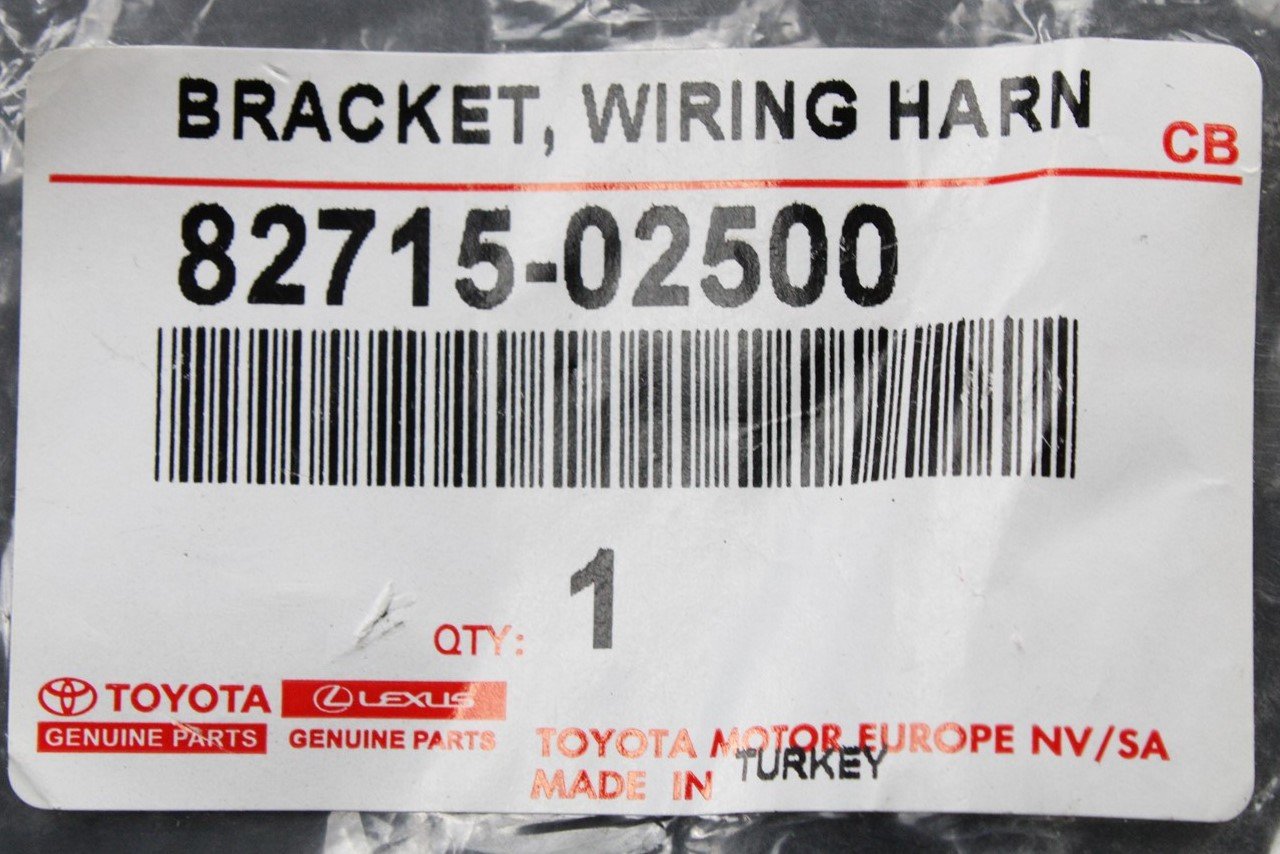 BRACKET, WIRING HARN
CB
82715-02500
1
QTY:
TOYOTA
LEXUS
GENUINE PARTS
GENUINE PARTS
TOYOTA MOTOR EUROPE NV/SA
MADE IN TURKEY